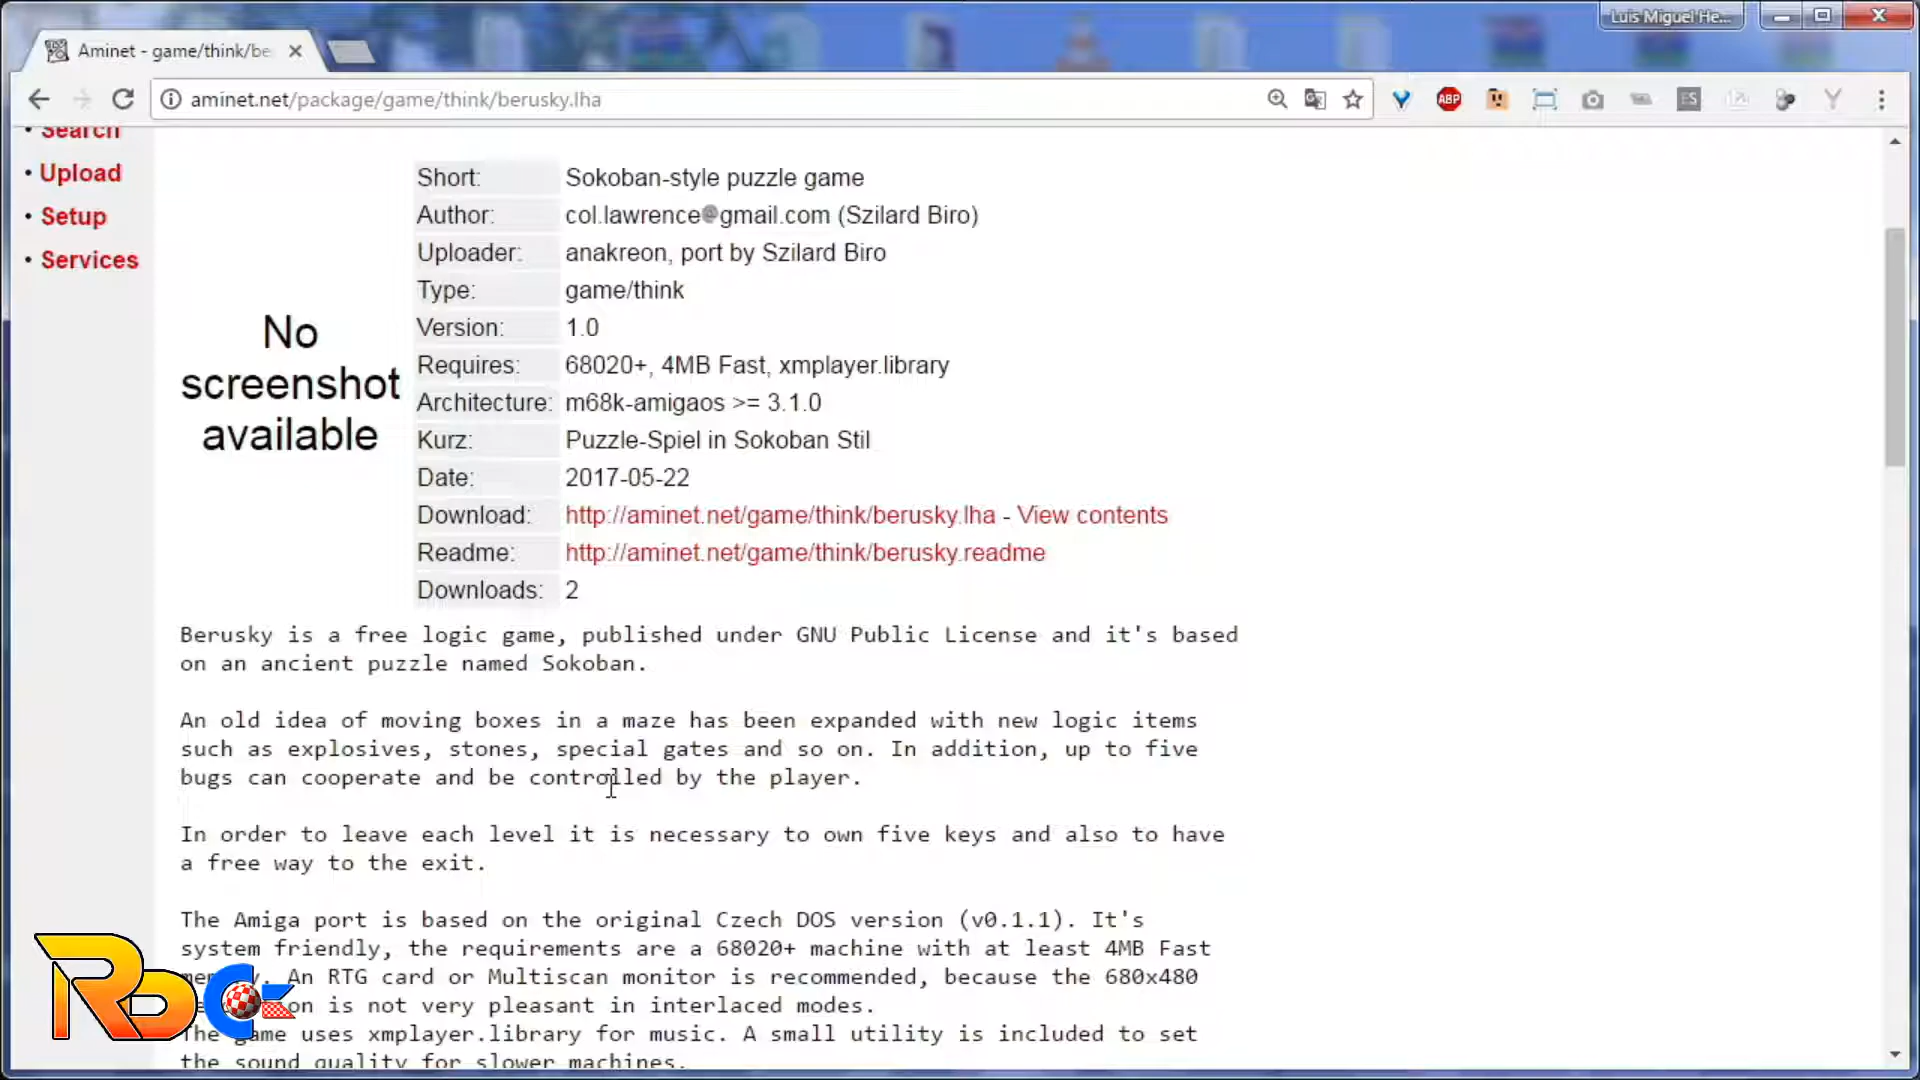 Luis Miguel He...
Aminet - game/think/be
aminet.net/package/game/think/berusky.lha
ABP
ES
• Search
• Upload
• Setup
• Services
No
screenshot
available
Short: Sokoban-style puzzle game
Author: col.lawrence@gmail.com (Szilard Biro)
Uploader: anakreon, port by Szilard Biro
Type: game/think
Version: 1.0
Requires: 68020+, 4MB Fast, xmplayer.library
Architecture: m68k-amigaos >= 3.1.0
Kurz: Puzzle-Spiel in Sokoban Stil
Date: 2017-05-22
Download: http://aminet.net/game/think/berusky.lha - View contents
Readme: http://aminet.net/game/think/berusky.readme
Downloads: 2
Berusky is a free logic game, published under GNU Public License and it's based
on an ancient puzzle named Sokoban.
An old idea of moving boxes in a maze has been expanded with new logic items
such as explosives, stones, special gates and so on. In addition, up to five
bugs can cooperate and be controlled by the player.
In order to leave each level it is necessary to own five keys and also to have
a free way to the exit.
The Amiga port is based on the original Czech DOS version (v0.1.1). It's
system friendly, the requirements are a 68020+ machine with at least 4MB Fast
An RTG card or Multiscan monitor is recommended, because the 680x480
is not very pleasant in interlaced modes.
The game uses xmplayer.library for music. A small utility is included to set
the sound quality for slower machines.